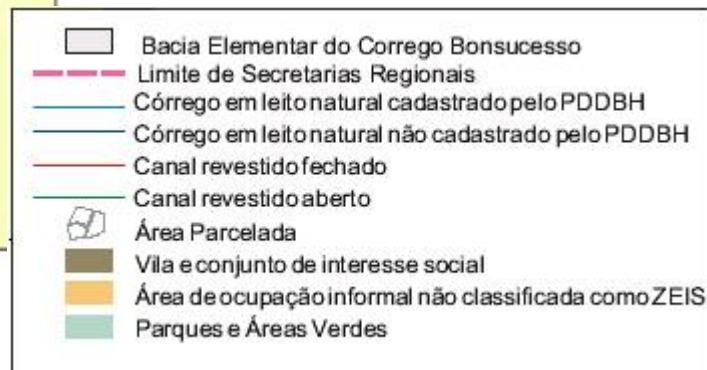 Bacia Elementar do Corrego Bonsucesso
Limite de Secretarias Regionais
Córrego em leito natural cadastrado pelo PDDBH
Córrego em leito natural não cadastrado pelo PDDBH
Canal revestido fechado
Canal revestido aberto
Área Parcelada
Vila e conjunto de interesse social
Área de ocupação informal não classificada como ZEIS
Parques e Áreas Verdes